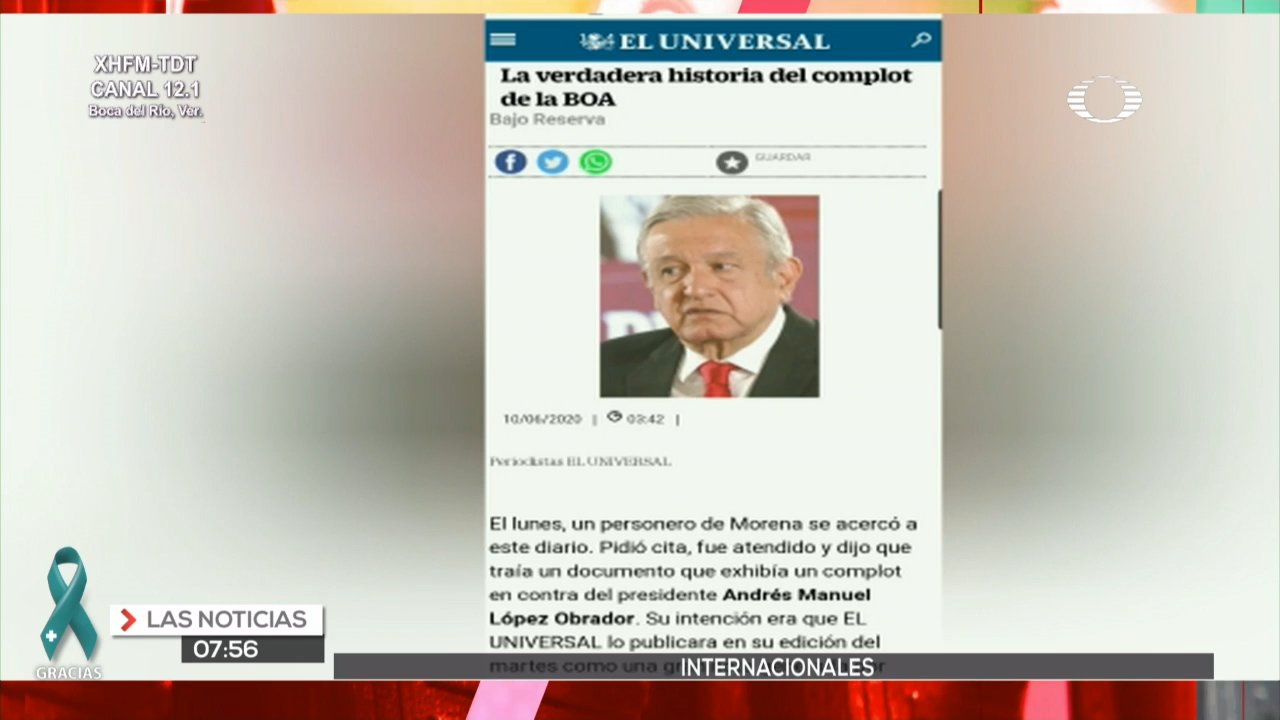 XHFM-TDT
CANAL 12.1
Boca del Río, Ver.
EL UNIVERSAL
La verdadera historia del complot
de la BOA
Bajo Reserva
GUARDAR
10/06/2020 | 03:42 |
Periodistas EL UNIVERSAL
El lunes, un personero de Morena se acercó a
este diario. Pidió cita, fue atendido y dijo que
traía un documento que exhibía un complot
en contra del presidente Andrés Manuel
López Obrador. Su intención era que EL
UNIVERSAL lo publicara en su edición del
martes como una
GRACIAS
LAS NOTICIAS
07:56
INTERNACIONALES